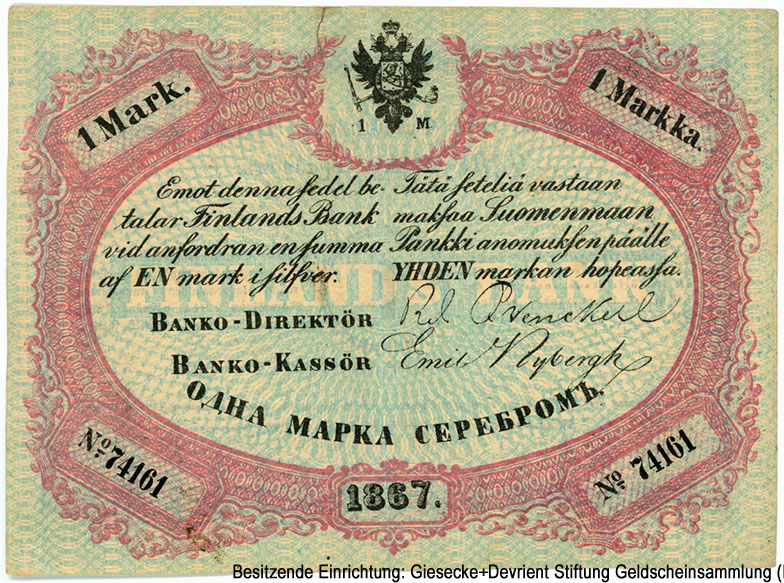 1 Mark.
1 Markka.
1 M
Emot denna sedel be-
talar Finlands Bank
vid anfordran en summa
af EN mark i silfver.
Tätä seteliä vastaan
maksaa Suomenmaan
Pankki anomuksen päälle
YHDEN markan hopeassa.
FINLANDS BANK
BANKO-DIREKTÖR
BANKO-KASSÖR Emil Nybergh
ОДНА МАРКА СЕРЕБРОМЪ.
No 74161
No 74161
1867.
Besitzende Einrichtung: Giesecke+Devrient Stiftung Geldscheinsammlung (